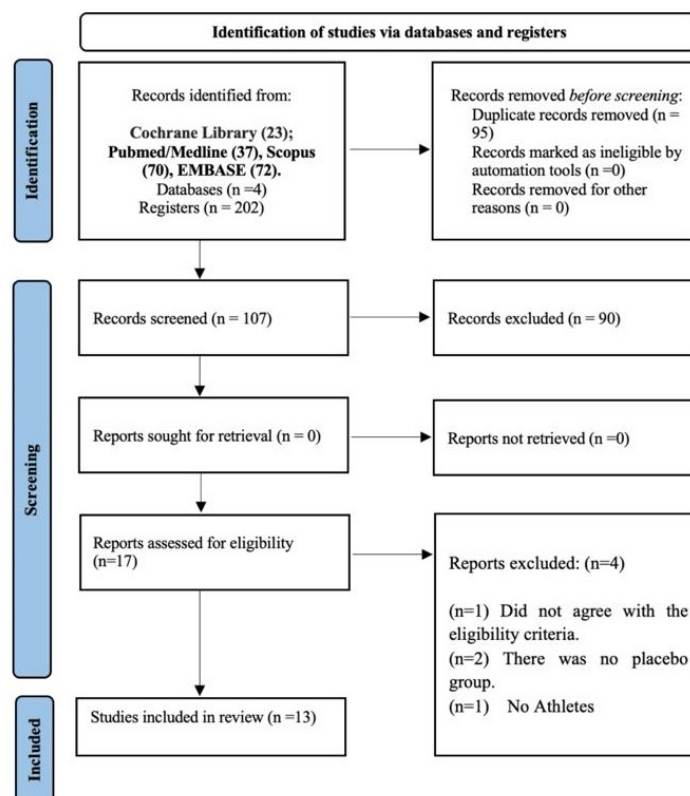 Identification of studies via databases and registers
Identification
Records identified from:
Cochrane Library (23);
Pubmed/Medline (37), Scopus
(70), EMBASE (72).
Databases (n =4)
Registers (n = 202)
Records removed before screening:
Duplicate records removed (n =
95)
Records marked as ineligible by
automation tools (n =0)
Records removed for other
reasons (n = 0)
Screening
Records screened (n = 107)
Records excluded (n = 90)
Reports sought for retrieval (n = 0)
Reports not retrieved (n =0)
Reports assessed for eligibility
(n=17)
Reports excluded: (n=4)
(n=1) Did not agree with the
eligibility criteria.
(n=2) There was no placebo
group.
(n=1) No Athletes
Included
Studies included in review (n =13)